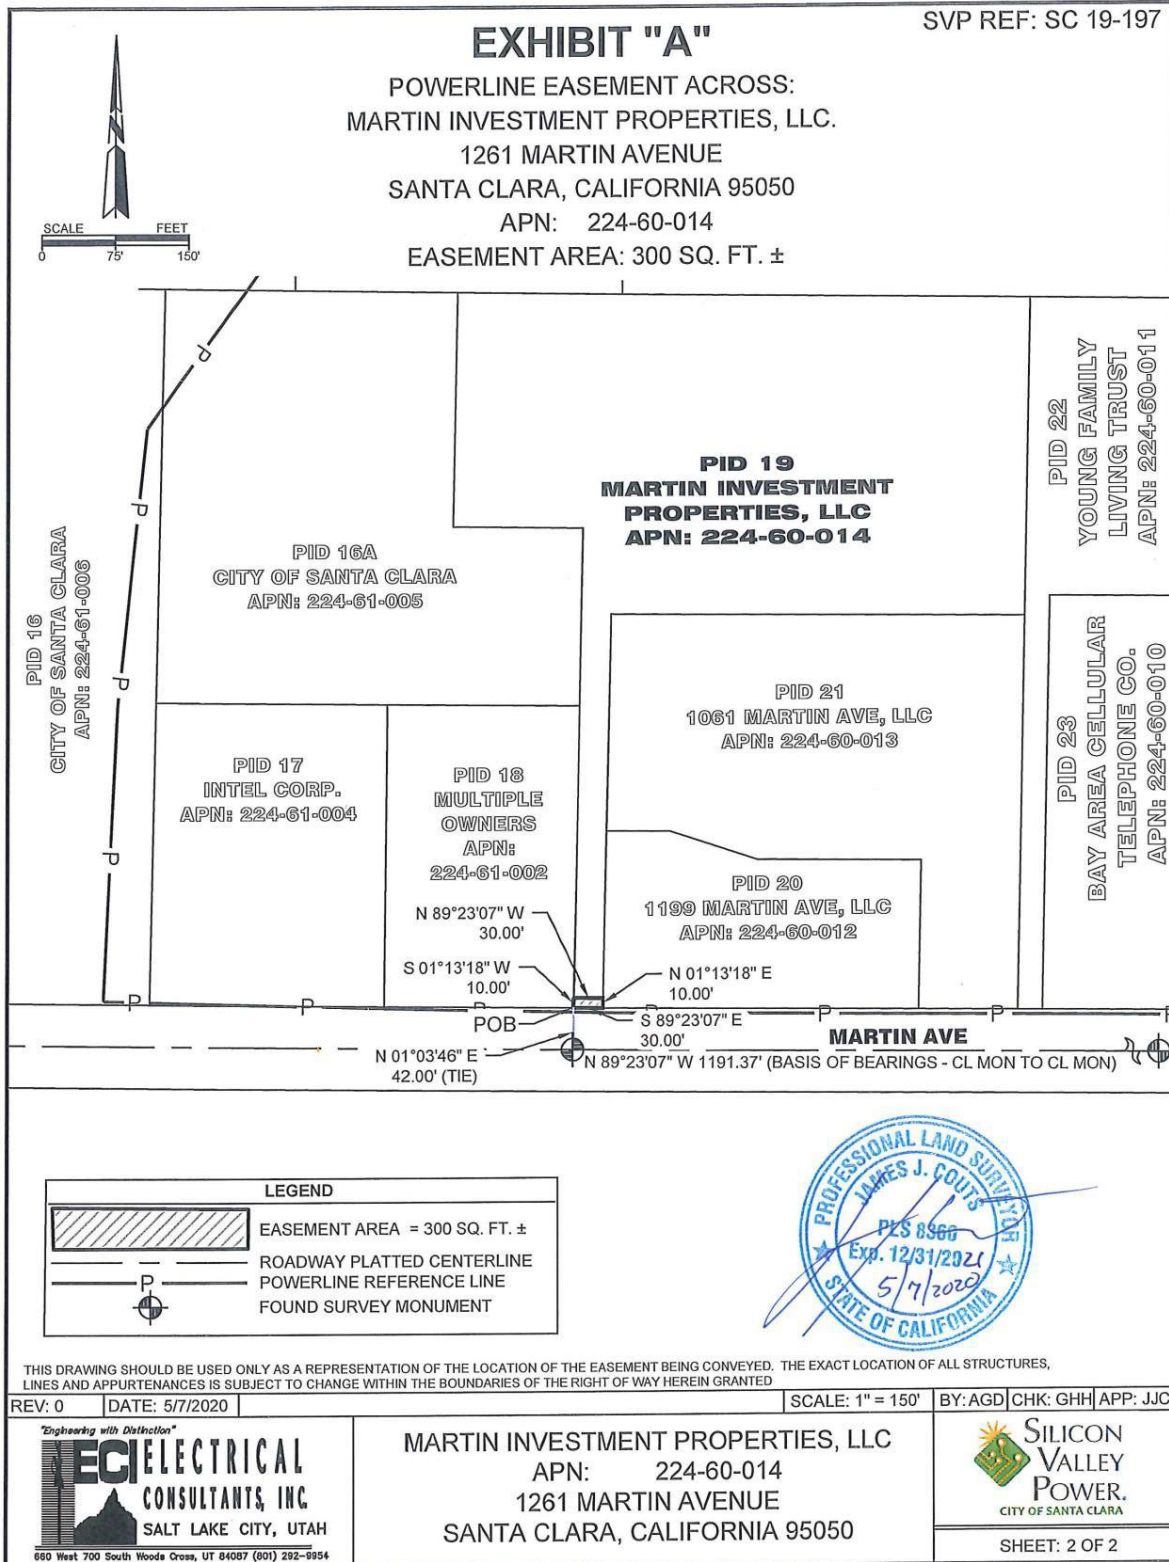 SVP REF: SC 19-197
EXHIBIT "A"
POWERLINE EASEMENT ACROSS:
MARTIN INVESTMENT PROPERTIES, LLC.
1261 MARTIN AVENUE
SANTA CLARA, CALIFORNIA 95050
APN: 224-60-014
EASEMENT AREA: 300 SQ. FT. ±
N
SCALE FEET
0 75' 150'
P
P
P
P
PID 16
CITY OF SANTA CLARA
APN: 224-61-006
PID 16A
CITY OF SANTA CLARA
APN: 224-61-005
PID 19
MARTIN INVESTMENT
PROPERTIES, LLC
APN: 224-60-014
PID 22
YOUNG FAMILY
LIVING TRUST
APN: 224-60-011
PID 17
INTEL CORP.
APN: 224-61-004
PID 18
MULTIPLE
OWNERS
APN:
224-61-002
PID 21
1061 MARTIN AVE, LLC
APN: 224-60-013
PID 20
1199 MARTIN AVE, LLC
APN: 224-60-012
PID 23
BAY AREA CELLULAR
TELEPHONE CO.
APN: 224-60-010
N 89°23'07" W
30.00'
S 01°13'18" W
10.00'
N 01°13'18" E
10.00'
P P P P P P P
POB
S 89°23'07" E
30.00'
MARTIN AVE
N 01°03'46" E
42.00' (TIE)
N 89°23'07" W 1191.37' (BASIS OF BEARINGS - CL MON TO CL MON)
LEGEND
EASEMENT AREA = 300 SQ. FT. ±
ROADWAY PLATTED CENTERLINE
P POWERLINE REFERENCE LINE
FOUND SURVEY MONUMENT
PROFESSIONAL LAND SURVEYOR
JAMES J. COUTS
PLS 8366
Exp. 12/31/2021
5/7/2020
STATE OF CALIFORNIA
THIS DRAWING SHOULD BE USED ONLY AS A REPRESENTATION OF THE LOCATION OF THE EASEMENT BEING CONVEYED. THE EXACT LOCATION OF ALL STRUCTURES,
LINES AND APPURTENANCES IS SUBJECT TO CHANGE WITHIN THE BOUNDARIES OF THE RIGHT OF WAY HEREIN GRANTED
REV: 0 DATE: 5/7/2020 SCALE: 1" = 150' BY: AGD CHK: GHH APP: JJC
"Engineering with Distinction"
ECI ELECTRICAL
CONSULTANTS, INC.
SALT LAKE CITY, UTAH
660 West 700 South Woods Cross, UT 84087 (801) 292-9954
MARTIN INVESTMENT PROPERTIES, LLC
APN: 224-60-014
1261 MARTIN AVENUE
SANTA CLARA, CALIFORNIA 95050
SILICON
VALLEY
POWER.
CITY OF SANTA CLARA
SHEET: 2 OF 2